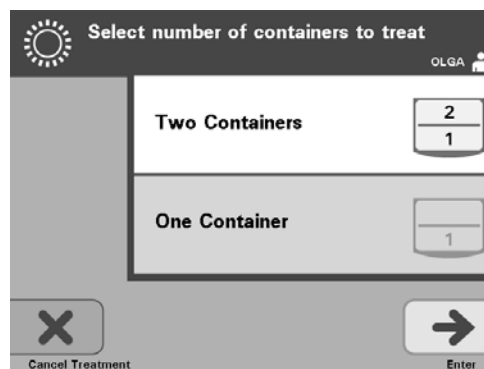 Select number of containers to treat
OLGA
Two Containers
2
1
One Container
1
Cancel Treatment
Enter